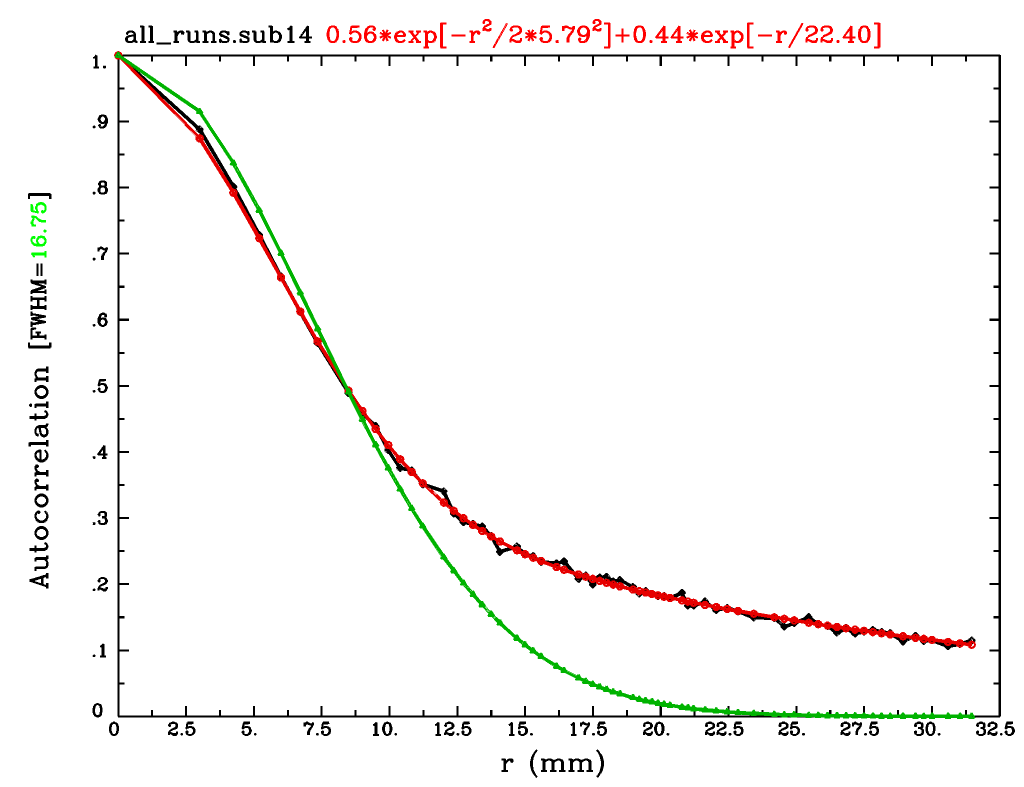 all_runs.sub14 0.56*exp[-r²/2*5.79²]+0.44*exp[-r/22.40]
1.
.9
.8
.7
.6
.5
.4
.3
.2
.1
0
Autocorrelation [FWHM=16.75]
0 2.5 5. 7.5 10. 12.5 15. 17.5 20. 22.5 25. 27.5 30. 32.5
r (mm)